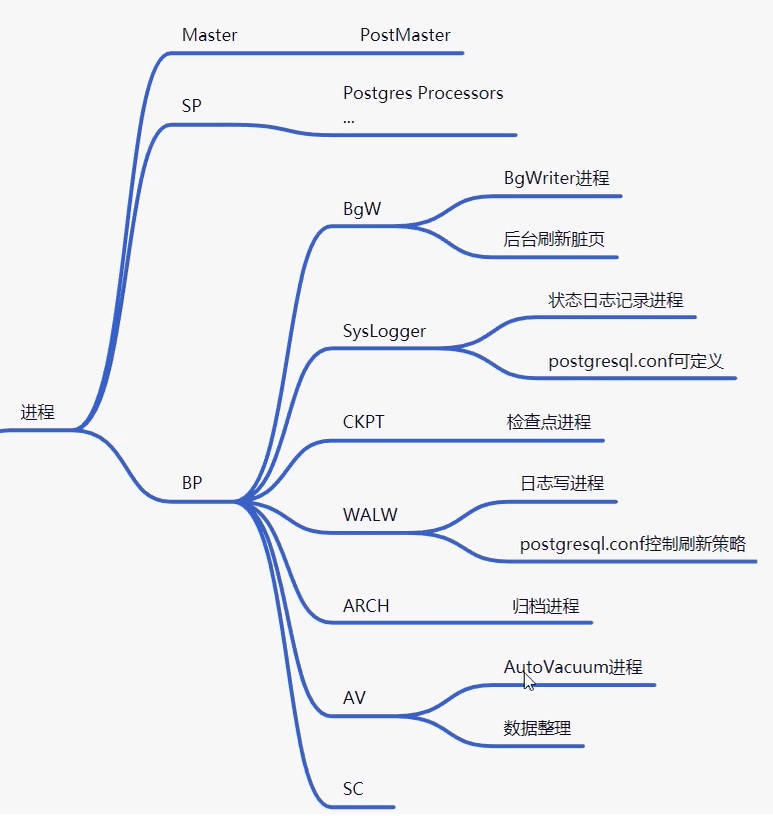 Master
PostMaster
SP
Postgres Processors
...
BgW
BgWriter进程
后台刷新脏页
SysLogger
状态日志记录进程
postgresql.conf可定义
进程
CKPT
检查点进程
BP
WALW
日志写进程
postgresql.conf控制刷新策略
ARCH
归档进程
AV
AutoVacuum进程
数据整理
SC